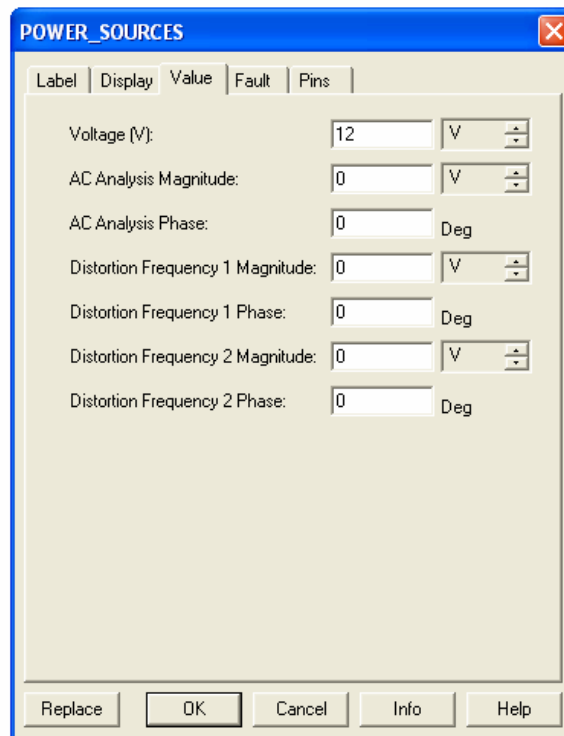 POWER_SOURCES
Label Display Value Fault Pins
Voltage (V): 12 V
AC Analysis Magnitude: 0 V
AC Analysis Phase: 0 Deg
Distortion Frequency 1 Magnitude: 0 V
Distortion Frequency 1 Phase: 0 Deg
Distortion Frequency 2 Magnitude: 0 V
Distortion Frequency 2 Phase: 0 Deg
Replace OK Cancel Info Help